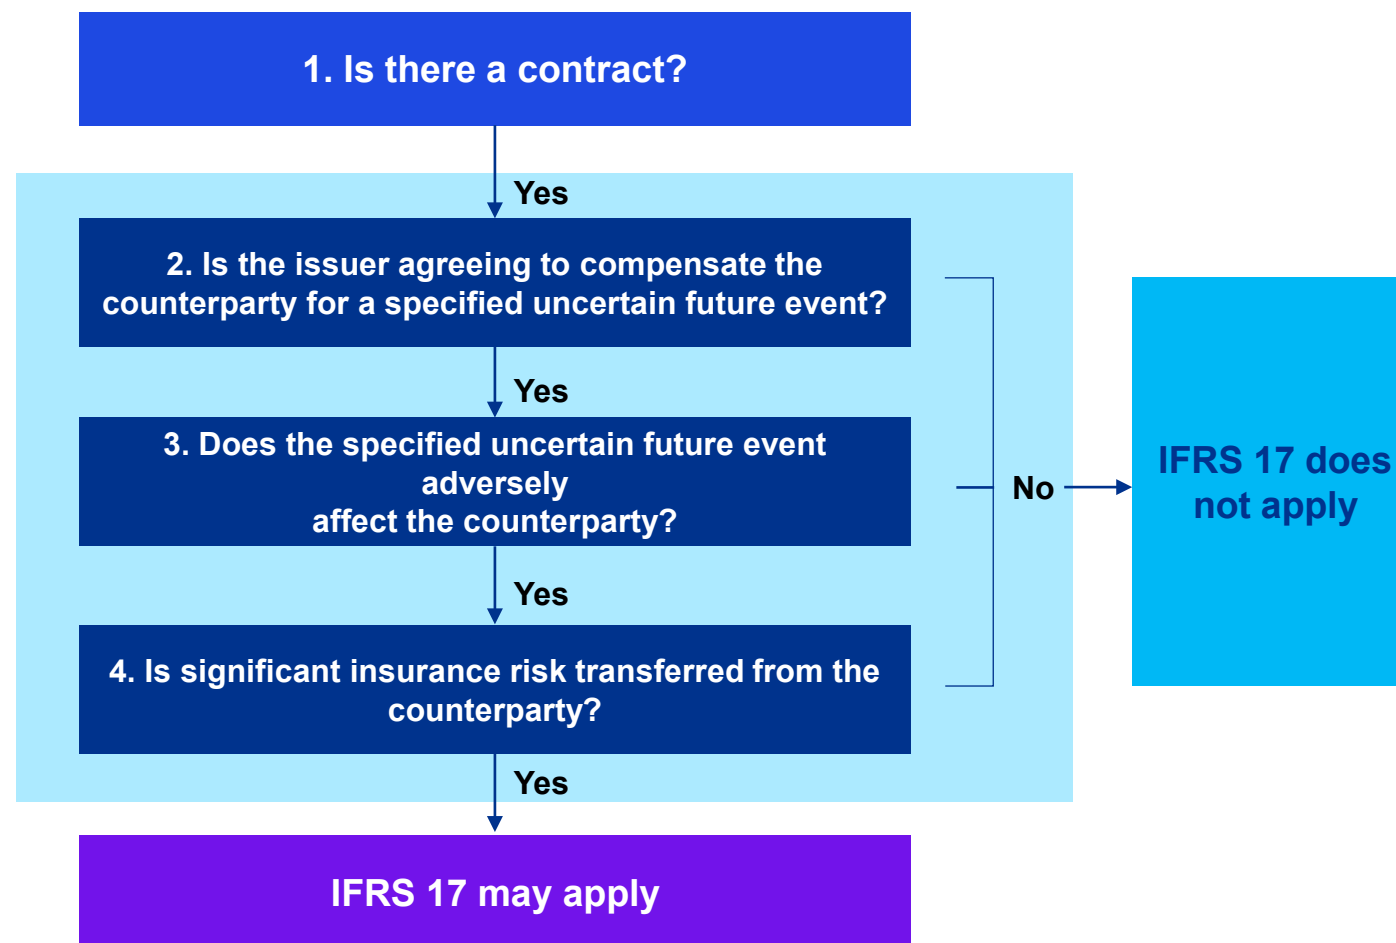 1. Is there a contract?
Yes
2. Is the issuer agreeing to compensate the
counterparty for a specified uncertain future event?
Yes
3. Does the specified uncertain future event
adversely
affect the counterparty?
Yes
4. Is significant insurance risk transferred from the
counterparty?
Yes
IFRS 17 may apply
No
IFRS 17 does
not apply